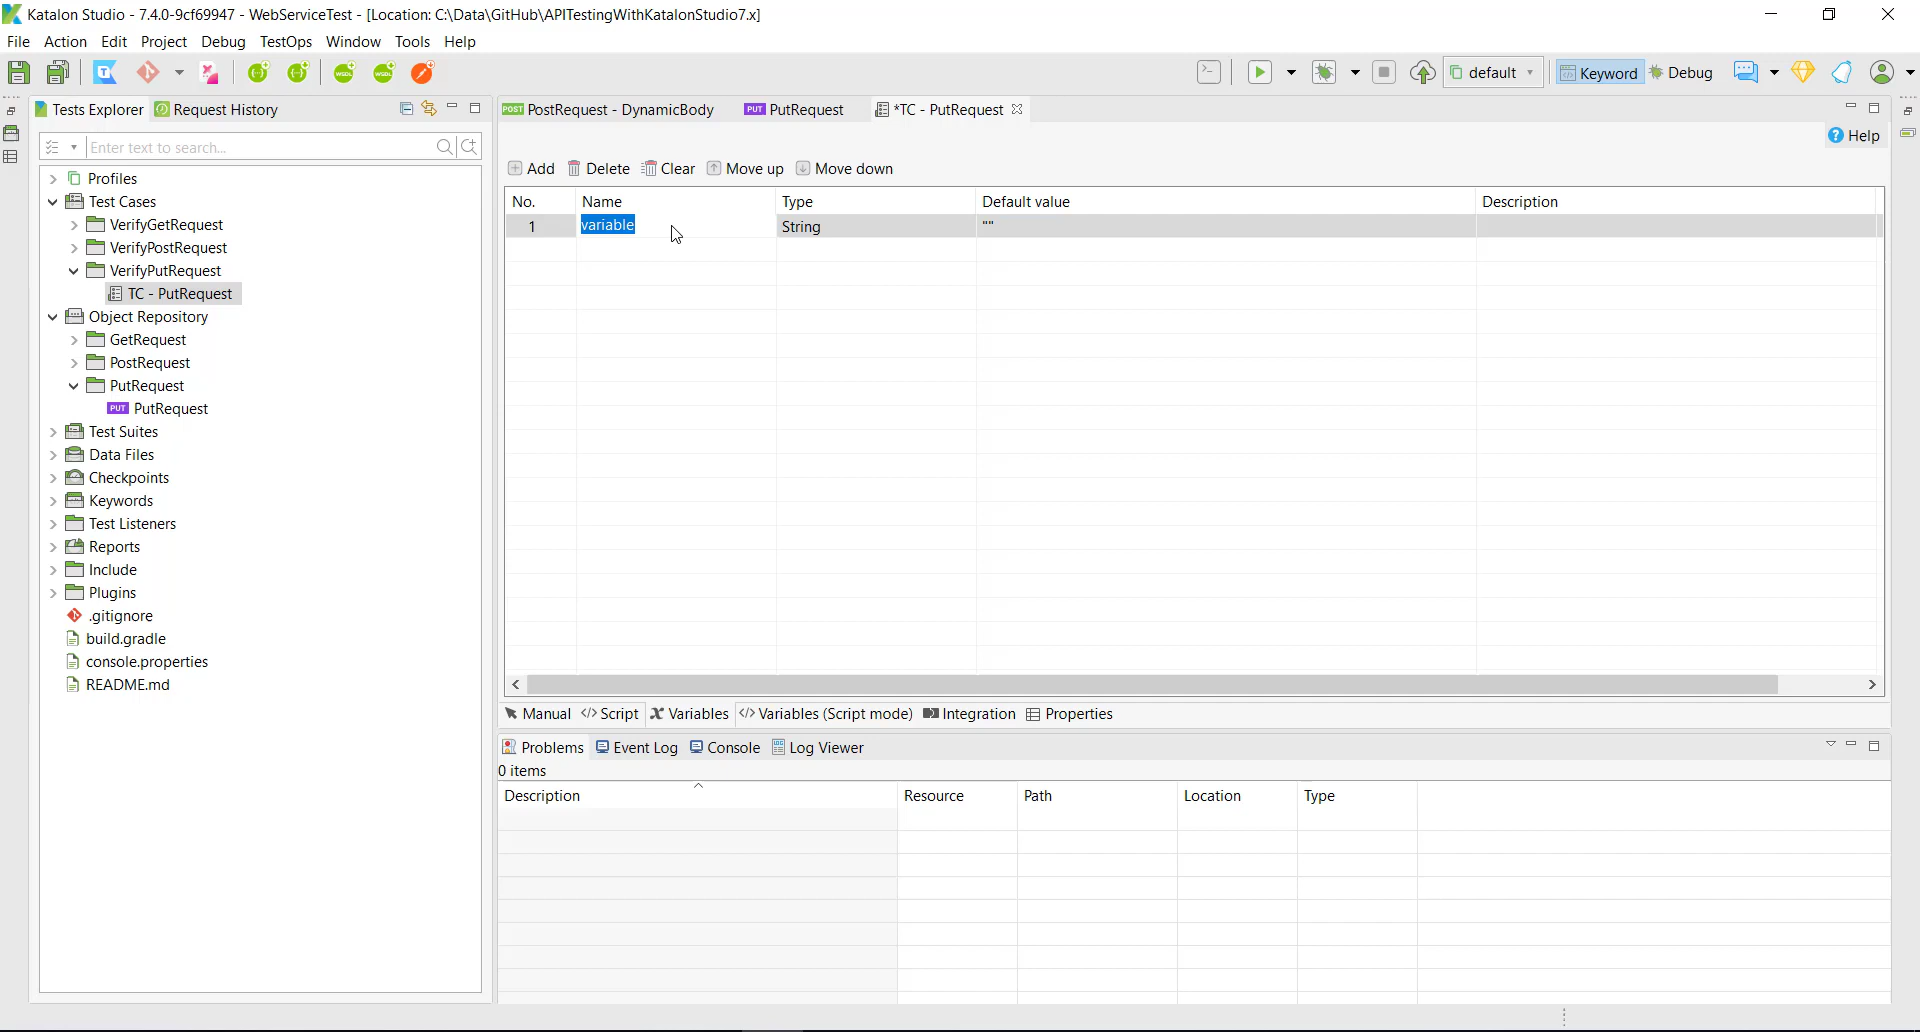 Katalon Studio - 7.4.0-9cf69947 - WebServiceTest - [Location: C:\Data\GitHub\APITestingWithKatalonStudio7.x]
File Action Edit Project Debug TestOps Window Tools Help
default Keyword Debug
Tests Explorer Request History
POST PostRequest - DynamicBody PUT PutRequest *TC - PutRequest
Help
Enter text to search...
Add Delete Clear Move up Move down
No. Name Type Default value Description
1 variable String ""
Profiles
Test Cases
VerifyGetRequest
VerifyPostRequest
VerifyPutRequest
TC - PutRequest
Object Repository
GetRequest
PostRequest
PutRequest
PUT PutRequest
Test Suites
Data Files
Checkpoints
Keywords
Test Listeners
Reports
Include
Plugins
.gitignore
build.gradle
console.properties
README.md
Manual Script Variables Variables (Script mode) Integration Properties
Problems Event Log Console Log Viewer
0 items
Description Resource Path Location Type